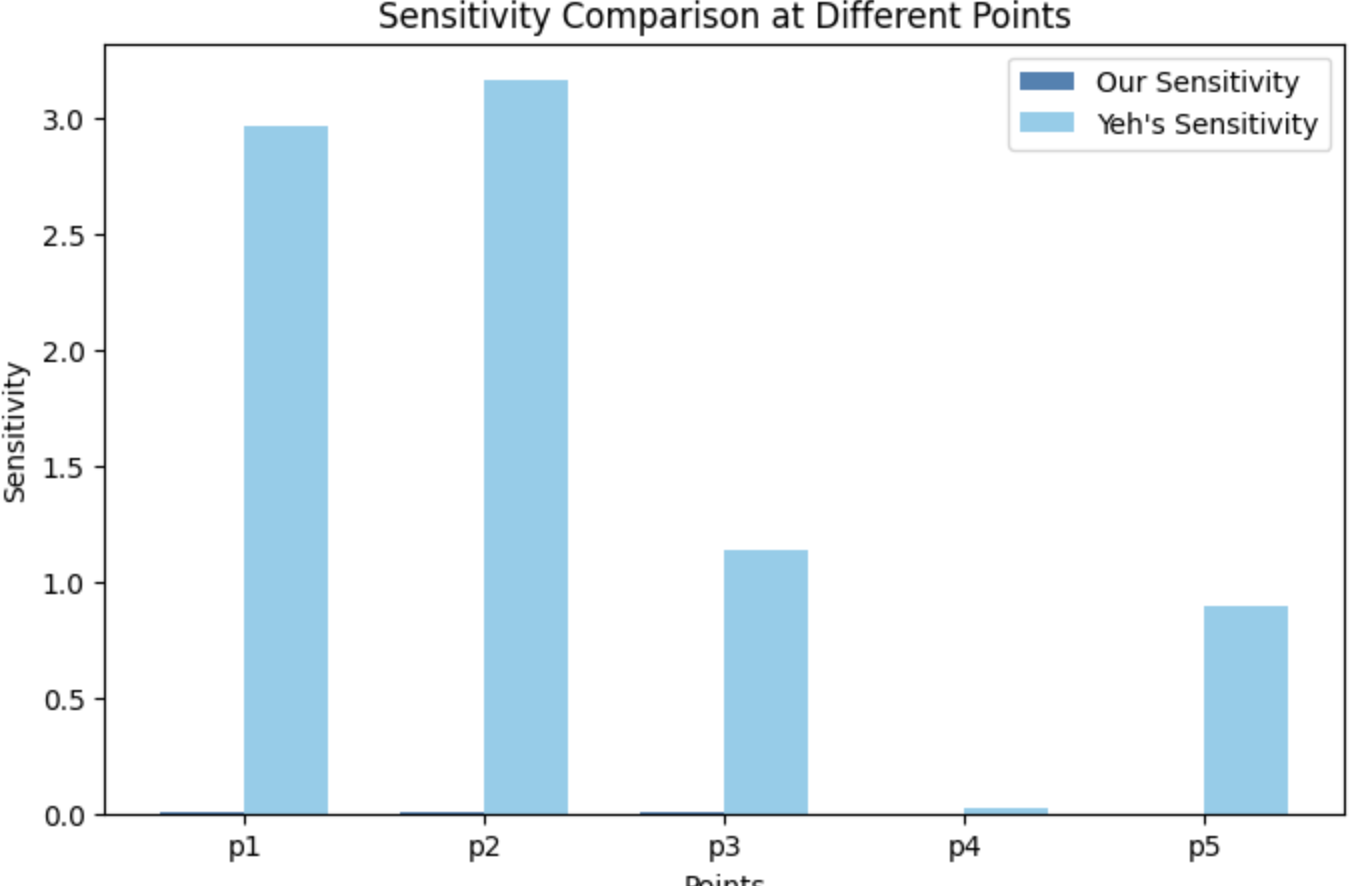 Sensitivity Comparison at Different Points
Our Sensitivity
Yeh's Sensitivity
Sensitivity
3.0
2.5
2.0
1.5
1.0
0.5
0.0
p1 p2 p3 p4 p5
Points